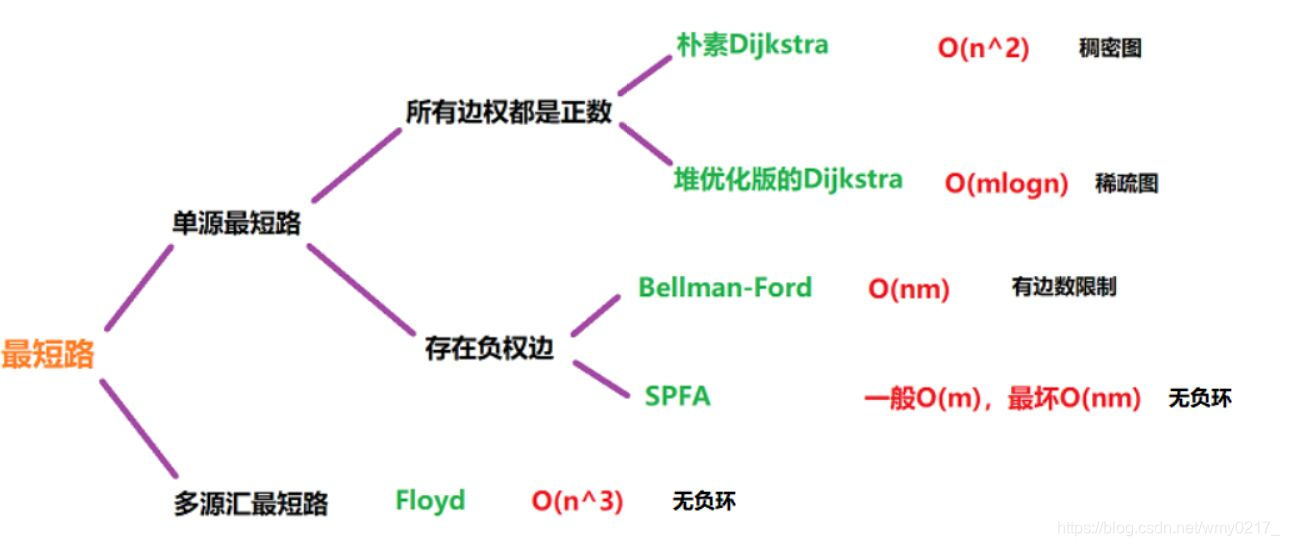 朴素Dijkstra O(n^2) 稠密图
所有边权都是正数
堆优化版的Dijkstra O(mlogn) 稀疏图
单源最短路
Bellman-Ford O(nm) 有边数限制
存在负权边
最短路
SPFA 一般O(m)，最坏O(nm) 无负环
多源汇最短路 Floyd O(n^3) 无负环
https://blog.csdn.net/wmy0217_